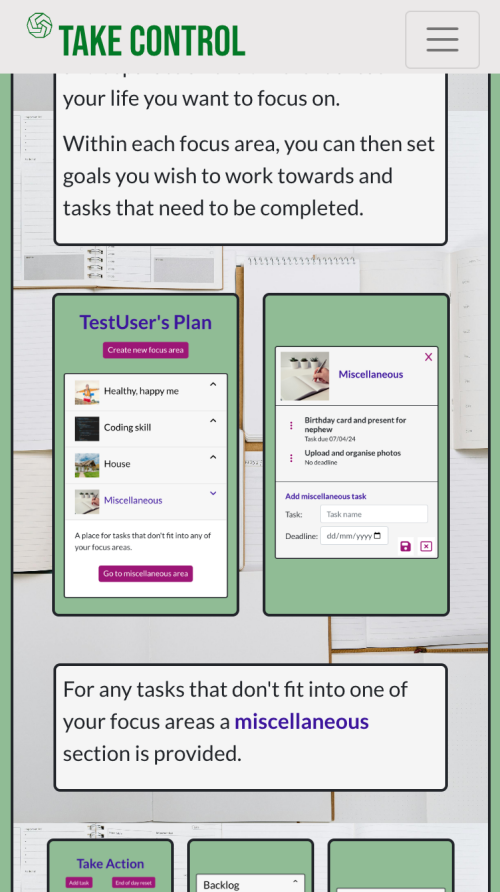 TAKE CONTROL
your life you want to focus on.
Within each focus area, you can then set
goals you wish to work towards and
tasks that need to be completed.
TestUser's Plan
Create new focus area
Healthy, happy me
Coding skill
House
Miscellaneous
A place for tasks that don't fit into any of
your focus areas.
Go to miscellaneous area
X
Miscellaneous
Birthday card and present for
nephew
Task due 07/04/24
Upload and organise photos
No deadline
Add miscellaneous task
Task: Task name
Deadline: dd/mm/yyyy
For any tasks that don't fit into one of
your focus areas a miscellaneous
section is provided.
Take Action
Add task End of day reset
Backlog